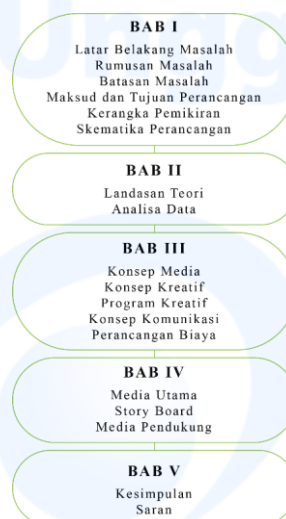 BAB I
Latar Belakang Masalah
Rumusan Masalah
Batasan Masalah
Maksud dan Tujuan Perancangan
Kerangka Pemikiran
Skematika Perancangan
BAB II
Landasan Teori
Analisa Data
BAB III
Konsep Media
Konsep Kreatif
Program Kreatif
Konsep Komunikasi
Perancangan Biaya
BAB IV
Media Utama
Story Board
Media Pendukung
BAB V
Kesimpulan
Saran